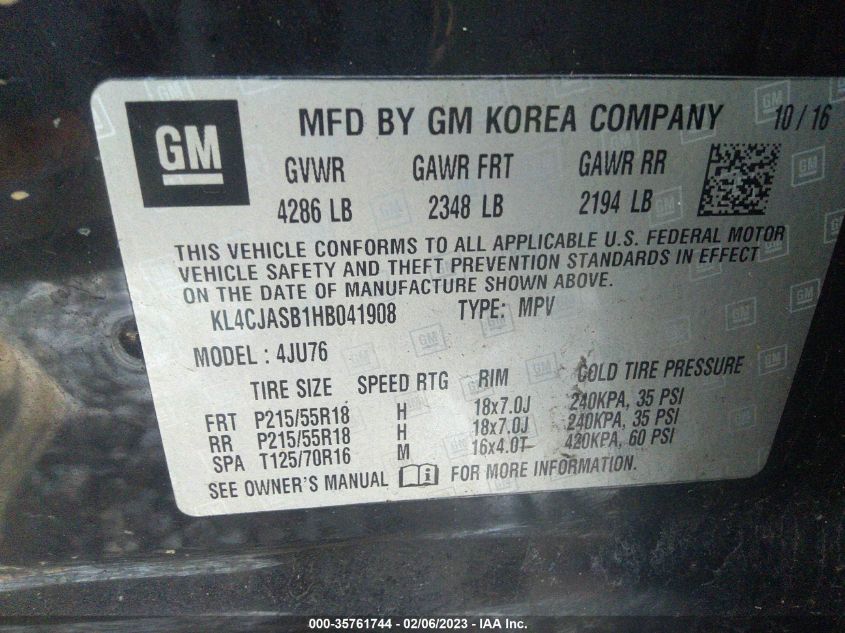 GM
MFD BY GM KOREA COMPANY 10/16
GVWR GAWR FRT GAWR RR
4286 LB 2348 LB 2194 LB
THIS VEHICLE CONFORMS TO ALL APPLICABLE U.S. FEDERAL MOTOR
VEHICLE SAFETY AND THEFT PREVENTION STANDARDS IN EFFECT
ON THE DATE OF MANUFACTURE SHOWN ABOVE.
KL4CJASB1HB041908 TYPE: MPV
MODEL: 4JU76
TIRE SIZE SPEED RTG RIM COLD TIRE PRESSURE
FRT P215/55R18 H 18x7.0J 240KPA, 35 PSI
RR P215/55R18 H 18x7.0J 240KPA, 35 PSI
SPA T125/70R16 M 16x4.0T 420KPA, 60 PSI
SEE OWNER'S MANUAL FOR MORE INFORMATION.
000-35761744 - 02/06/2023 - © IAA Inc.